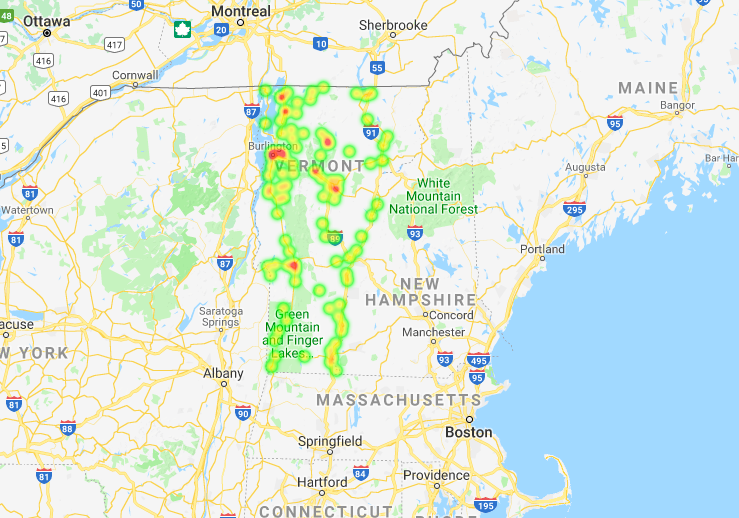 48
Ottawa
417
416
416
401
Cornwall
Montreal
20
50
Sherbrooke
10
55
MAINE
Bangor
95
87
91
Burlington
VERMONT
Augusta
Bar Har
White
Mountain
National Forest
295
81
Watertown
81
89
93
Portland
87
NEW
HAMPSHIRE
Saratoga
Springs
Concord
Green
Mountain
and Finger
Lakes...
Manchester
acuse
W YORK
93
495
95
Albany
81
90
88
MASSACHUSETTS
Boston
Springfield
81
84
Hartford
Providence
195
CONNECTICUT